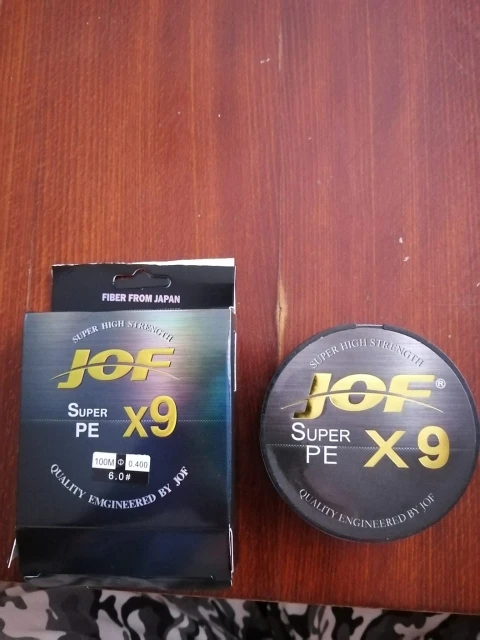 FIBER FROM JAPAN
SUPER HIGH STRENGTH
JOF
SUPER
PE
X9
100M Φ 0.400
6.0#
QUALITY EMGINEERED BY JOF
SUPER HIGH STRENGTH
JOF®
SUPER
PE
X9
QUALITY ENGINEERED BY JOF